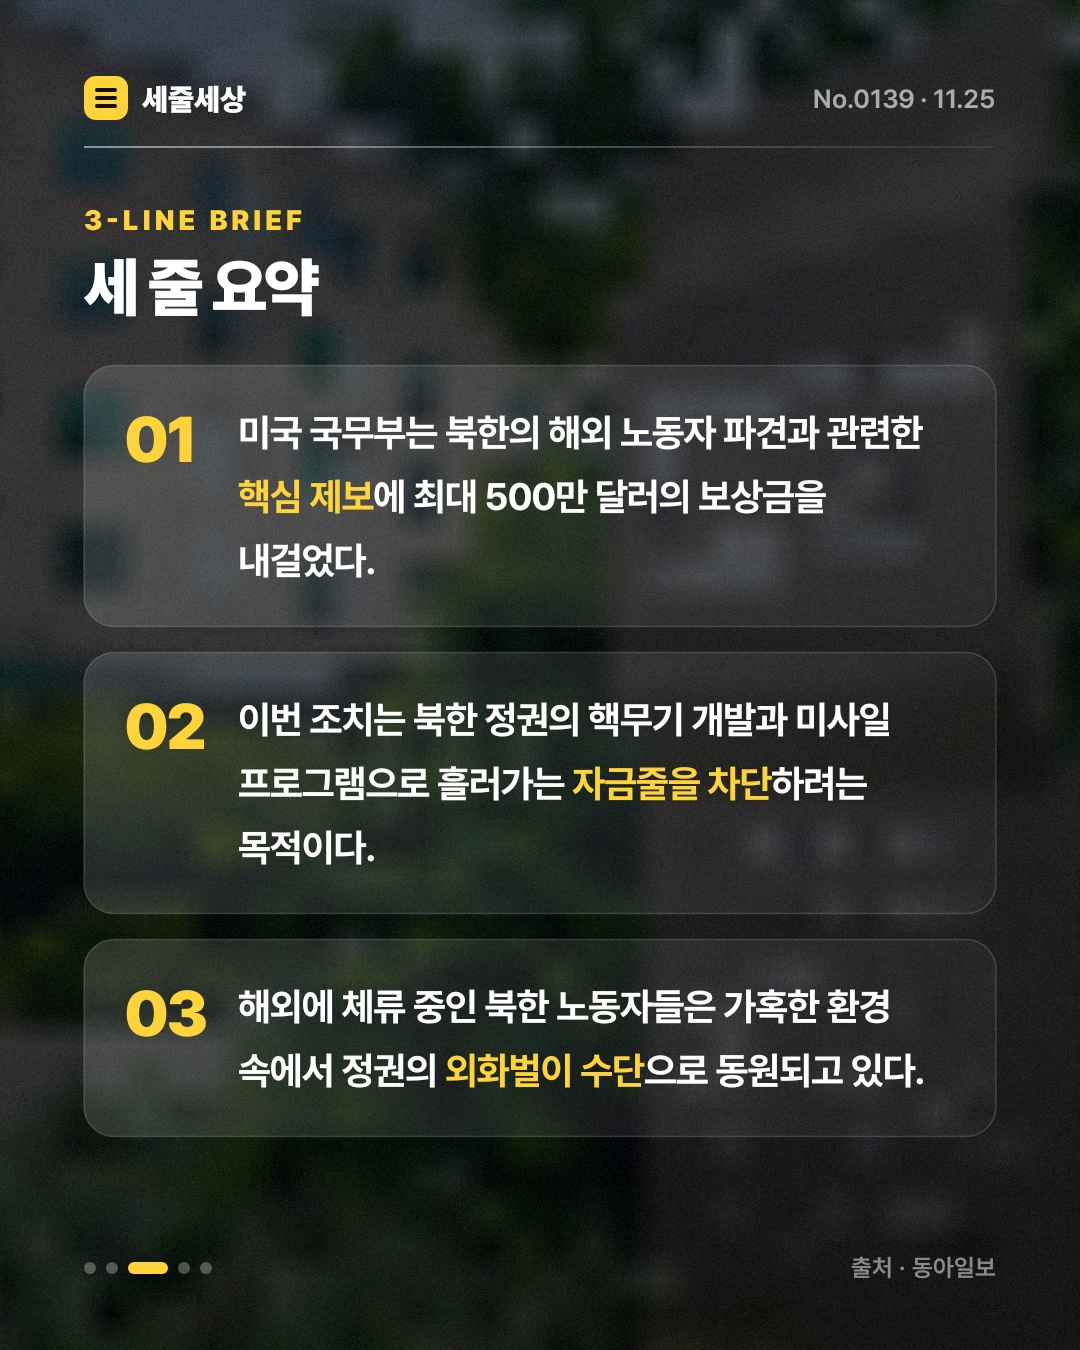 세줄세상
No.0139 · 11.25
3-LINE BRIEF
세 줄 요약
01
미국 국무부는 북한의 해외 노동자 파견과 관련한
핵심 제보에 최대 500만 달러의 보상금을
내걸었다.
02
이번 조치는 북한 정권의 핵무기 개발과 미사일
프로그램으로 흘러가는 자금줄을 차단하려는
목적이다.
03
해외에 체류 중인 북한 노동자들은 가혹한 환경
속에서 정권의 외화벌이 수단으로 동원되고 있다.
출처 · 동아일보